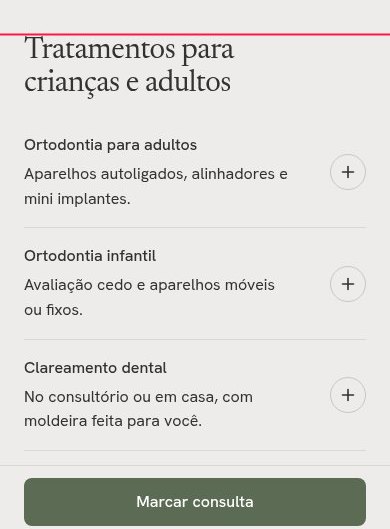 Tratamentos para
crianças e adultos
Ortodontia para adultos
Aparelhos autoligados, alinhadores e
mini implantes.
Ortodontia infantil
Avaliação cedo e aparelhos móveis
ou fixos.
Clareamento dental
No consultório ou em casa, com
moldeira feita para você.
Marcar consulta